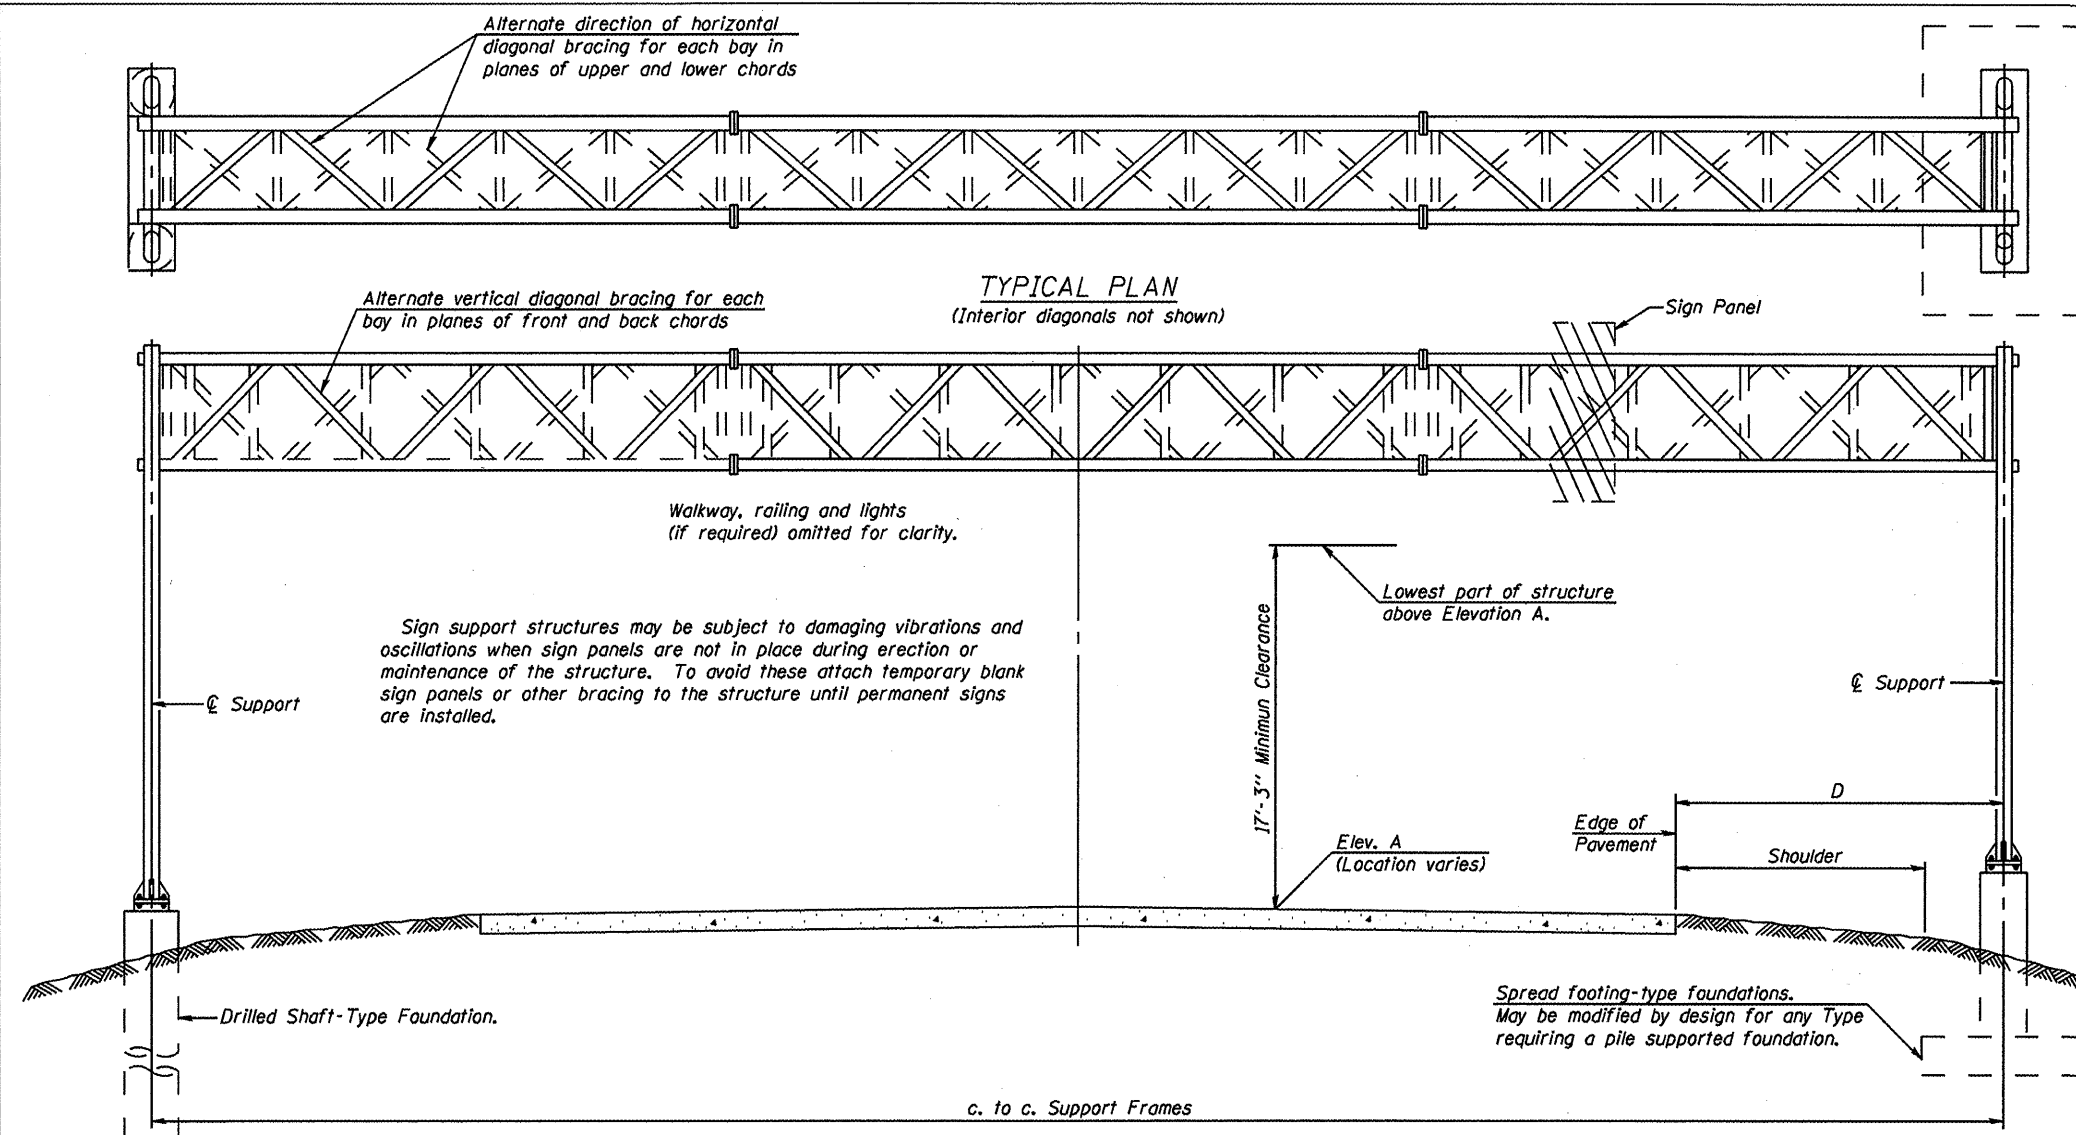 Alternate direction of horizontal
diagonal bracing for each bay in
planes of upper and lower chords
TYPICAL PLAN
(Interior diagonals not shown)
Alternate vertical diagonal bracing for each
bay in planes of front and back chords
Sign Panel
Walkway, railing and lights
(if required) omitted for clarity.
Lowest part of structure
above Elevation A.
Sign support structures may be subject to damaging vibrations and
oscillations when sign panels are not in place during erection or
maintenance of the structure. To avoid these attach temporary blank
sign panels or other bracing to the structure until permanent signs
are installed.
℄ Support
17'-3" Minimun Clearance
℄ Support
D
Edge of
Pavement
Shoulder
Elev. A
(Location varies)
Drilled Shaft-Type Foundation.
Spread footing-type foundations.
May be modified by design for any Type
requiring a pile supported foundation.
c. to c. Support Frames